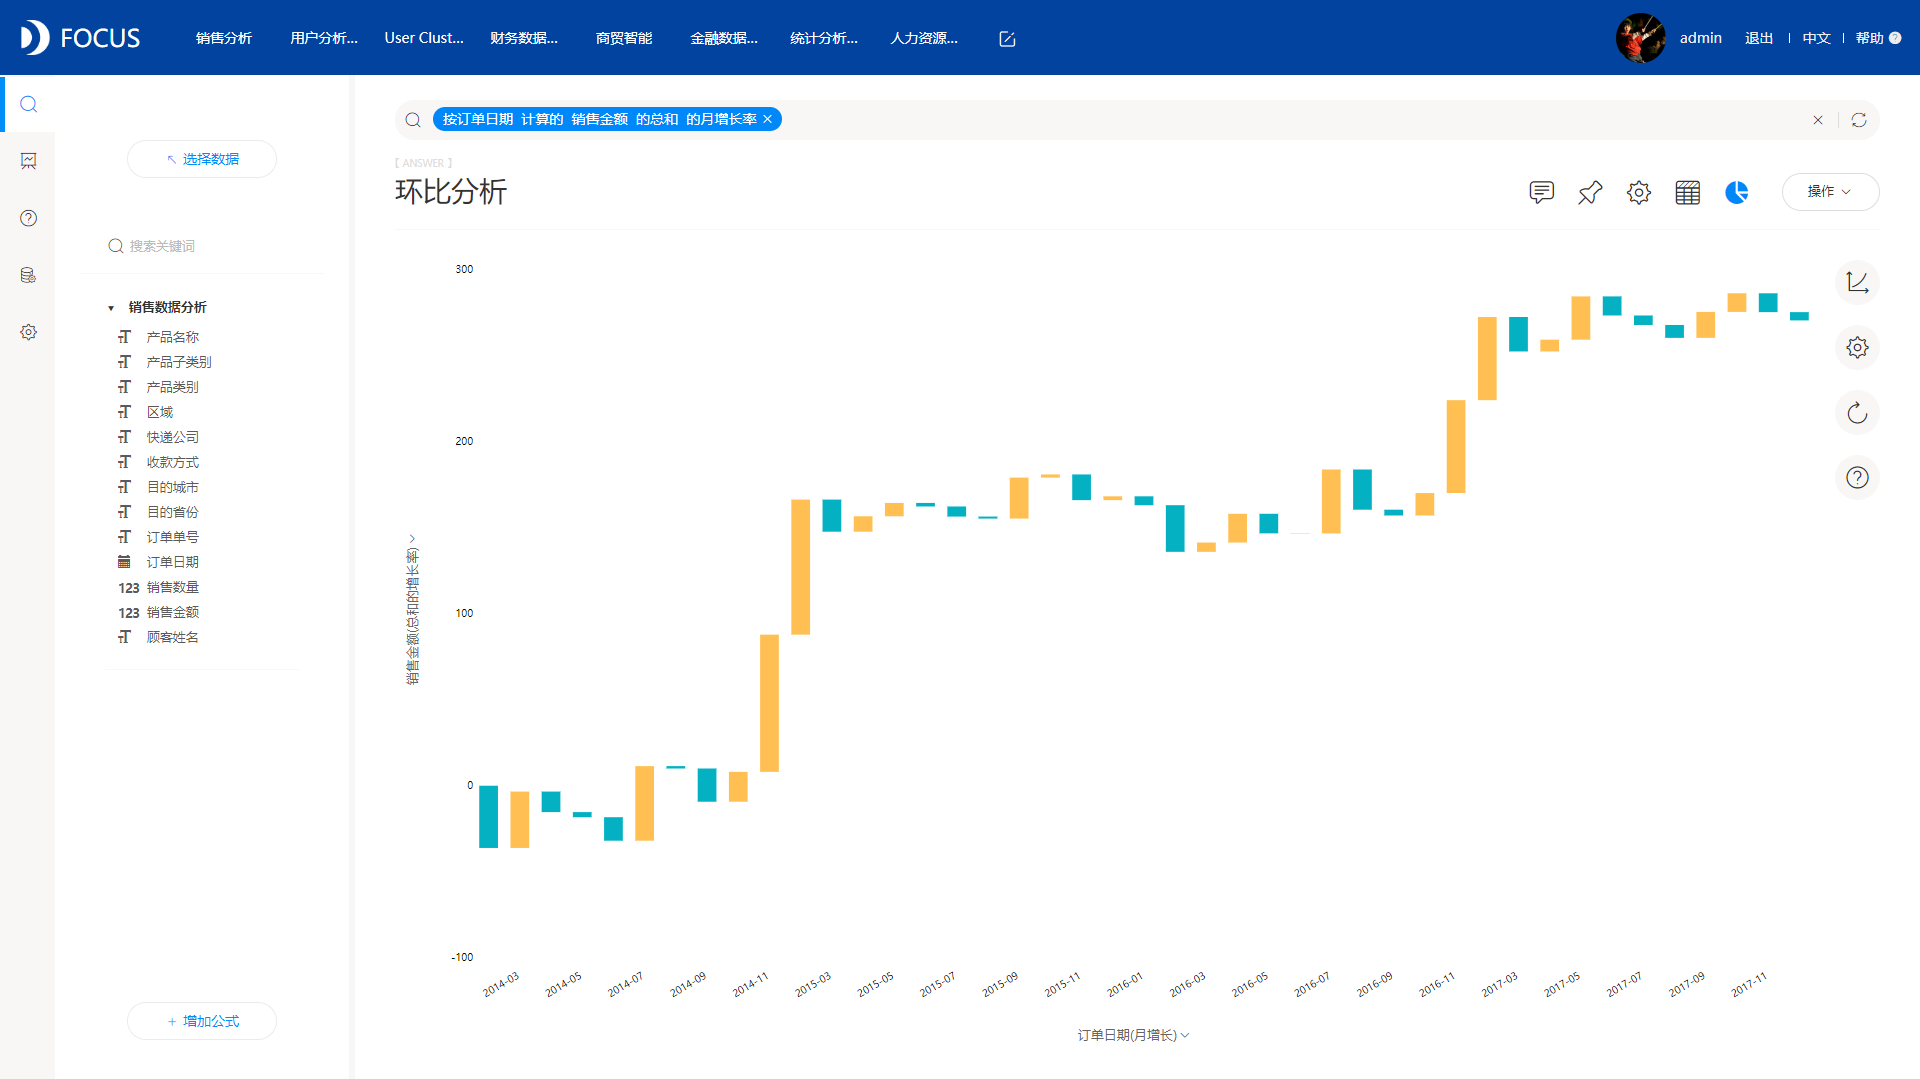 FOCUS
销售分析
用户分析...
User Clust...
财务数据...
商贸智能
金融数据...
统计分析...
人力资源...
admin
退出
中文
帮助
选择数据
搜索关键词
销售数据分析
产品名称
产品子类别
产品类别
区域
快递公司
收款方式
目的城市
目的省份
订单单号
订单日期
123 销售数量
123 销售金额
顾客姓名
+ 增加公式
按订单日期 计算的 销售金额 的总和 的月增长率
[ ANSWER ]
环比分析
操作
300
200
100
0
-100
销售金额(总和的增长率)
2014-03
2014-05
2014-07
2014-09
2014-11
2015-03
2015-05
2015-07
2015-09
2015-11
2016-01
2016-03
2016-05
2016-07
2016-09
2016-11
2017-03
2017-05
2017-07
2017-09
2017-11
订单日期(月增长)